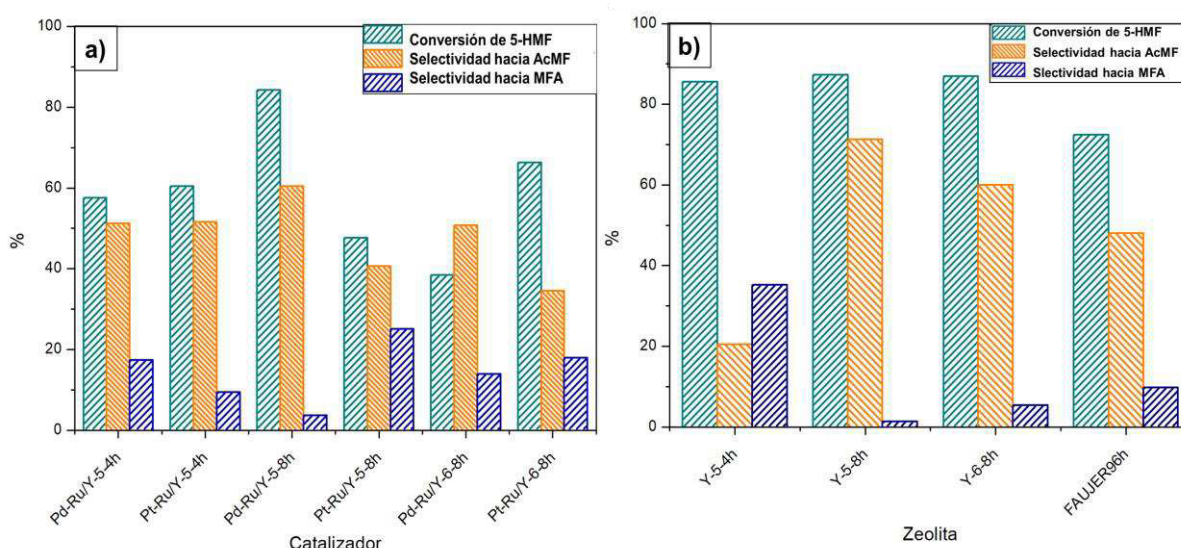 a)
Conversión de 5-HMF
Selectividad hacia AcMF
Selectividad hacia MFA
100
80
60
40
20
0
%
Pd-Ru/Y-5-4h
Pt-Ru/Y-5-4h
Pd-Ru/Y-5-8h
Pt-Ru/Y-5-8h
Pd-Ru/Y-6-8h
Pt-Ru/Y-6-8h
Catalizador
b)
Conversión de 5-HMF
Selectividad hacia AcMF
Slectividad hacia MFA
100
80
60
40
20
0
%
Y-5-4h
Y-5-8h
Y-6-8h
FAUJER96h
Zeolita